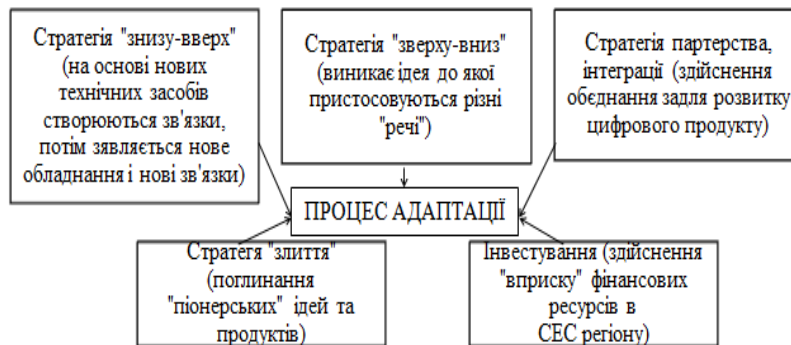 Стратегія "знизу-вверх"
(на основі нових
технічних засобів
створюються зв'язки,
потім зявляється нове
обладнання і нові зв'язки)
Стратегія "зверху-вниз"
(виникає ідея до якої
пристосовуються різні
"речі")
Стратегія партерства,
інтеграції (здійснення
обєднання задля розвитку
цифрового продукту)
ПРОЦЕС АДАПТАЦІЇ
Стратегя "злиття"
(поглинання
"піонерських" ідей та
продуктів)
Інвестування (здійснення
"вприску" фінансових
ресурсів в
СЕС регіону)